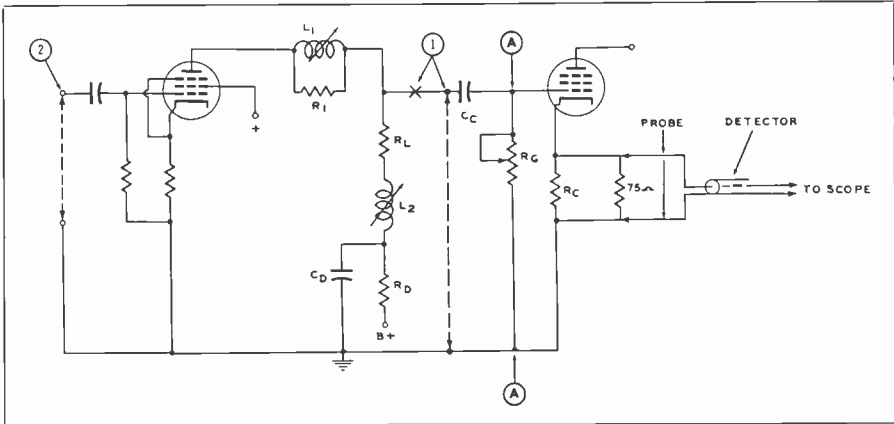 L1
1
A
2
PROBE
DETECTOR
R1
+
CC
RL
RG
RC
75Ω
TO SCOPE
L2
CD
RD
B+
A